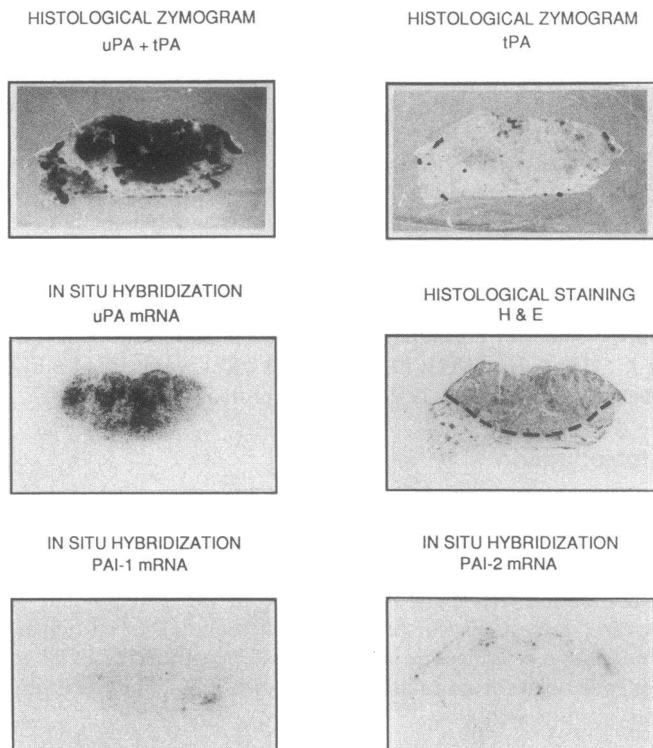 HISTOLOGICAL ZYMOGRAM
uPA + tPA
HISTOLOGICAL ZYMOGRAM
tPA
IN SITU HYBRIDIZATION
uPA mRNA
HISTOLOGICAL STAINING
H & E
IN SITU HYBRIDIZATION
PAI-1 mRNA
IN SITU HYBRIDIZATION
PAI-2 mRNA